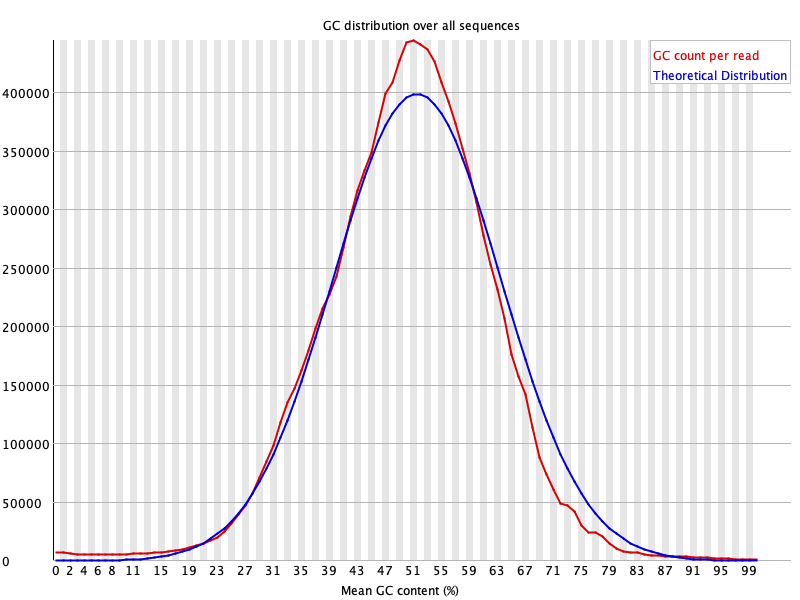 GC distribution over all sequences
GC count per read
Theoretical Distribution
400000
350000
300000
250000
200000
150000
100000
50000
0
0 2 4 6 8 11 15 19 23 27 31 35 39 43 47 51 55 59 63 67 71 75 79 83 87 91 95 99
Mean GC content (%)